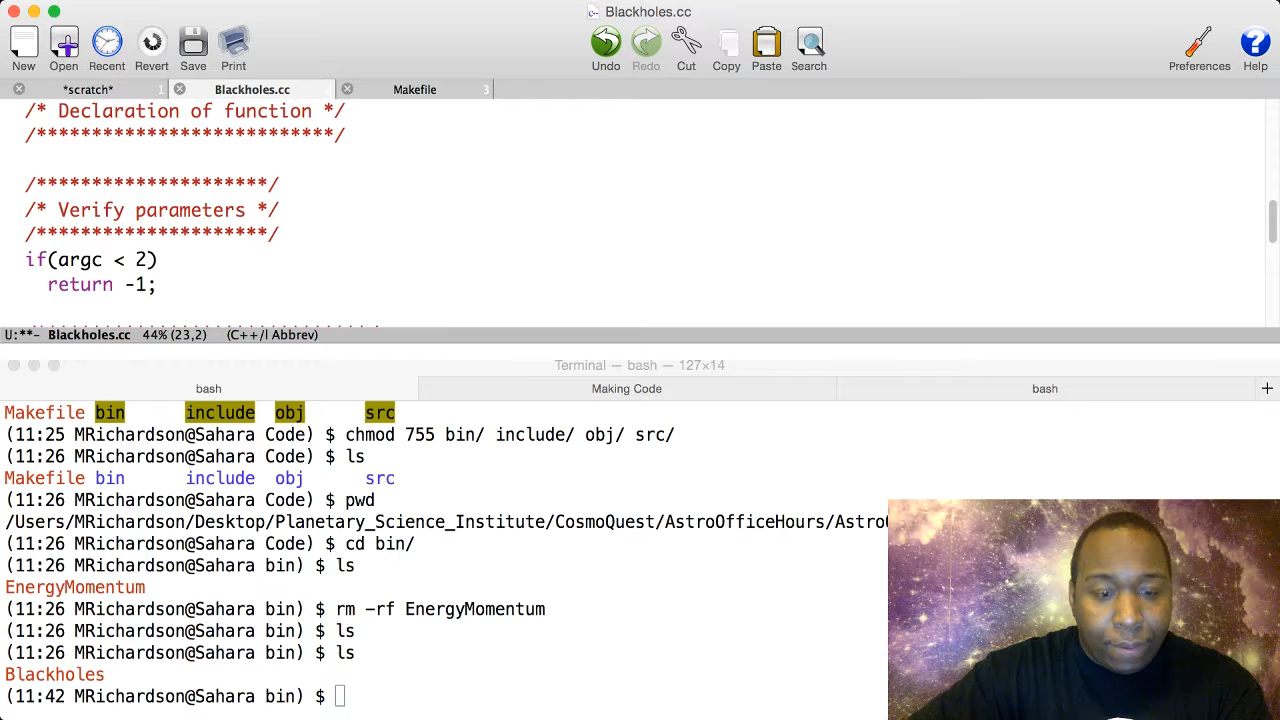 Blackholes.cc
New Open Recent Revert Save Print Undo Redo Cut Copy Paste Search Preferences Help
*scratch* 1 Blackholes.cc Makefile 3
/* Declaration of function */
/***************************/
/*********************/
/* Verify parameters */
/*********************/
if(argc < 2)
return -1;
U:**- Blackholes.cc 44% (23,2) (C++/l Abbrev)
Terminal — bash — 127×14
bash Making Code bash +
Makefile bin include obj src
(11:25 MRichardson@Sahara Code) $ chmod 755 bin/ include/ obj/ src/
(11:26 MRichardson@Sahara Code) $ ls
Makefile bin include obj src
(11:26 MRichardson@Sahara Code) $ pwd
/Users/MRichardson/Desktop/Planetary_Science_Institute/CosmoQuest/AstroOfficeHours/Astro
(11:26 MRichardson@Sahara Code) $ cd bin/
(11:26 MRichardson@Sahara bin) $ ls
EnergyMomentum
(11:26 MRichardson@Sahara bin) $ rm -rf EnergyMomentum
(11:26 MRichardson@Sahara bin) $ ls
(11:26 MRichardson@Sahara bin) $ ls
Blackholes
(11:42 MRichardson@Sahara bin) $